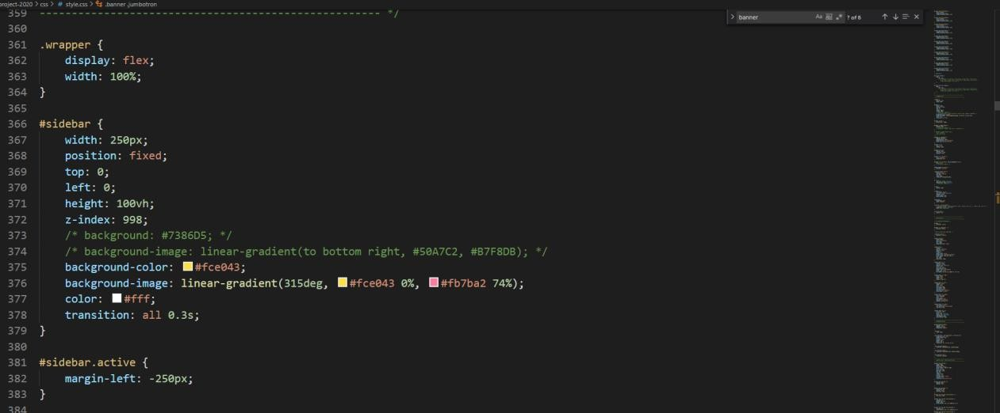 project-2020 > css > # style.css > .banner .jumbotron
359 ----------------------------------------------------- */
banner
Aa
? of 6
360
361 .wrapper {
362 display: flex;
363 width: 100%;
364 }
365
366 #sidebar {
367 width: 250px;
368 position: fixed;
369 top: 0;
370 left: 0;
371 height: 100vh;
372 z-index: 998;
373 /* background: #7386D5; */
374 /* background-image: linear-gradient(to bottom right, #50A7C2, #B7F8DB); */
375 background-color: #fce043;
376 background-image: linear-gradient(315deg, #fce043 0%, #fb7ba2 74%);
377 color: #fff;
378 transition: all 0.3s;
379 }
380
381 #sidebar.active {
382 margin-left: -250px;
383 }
384